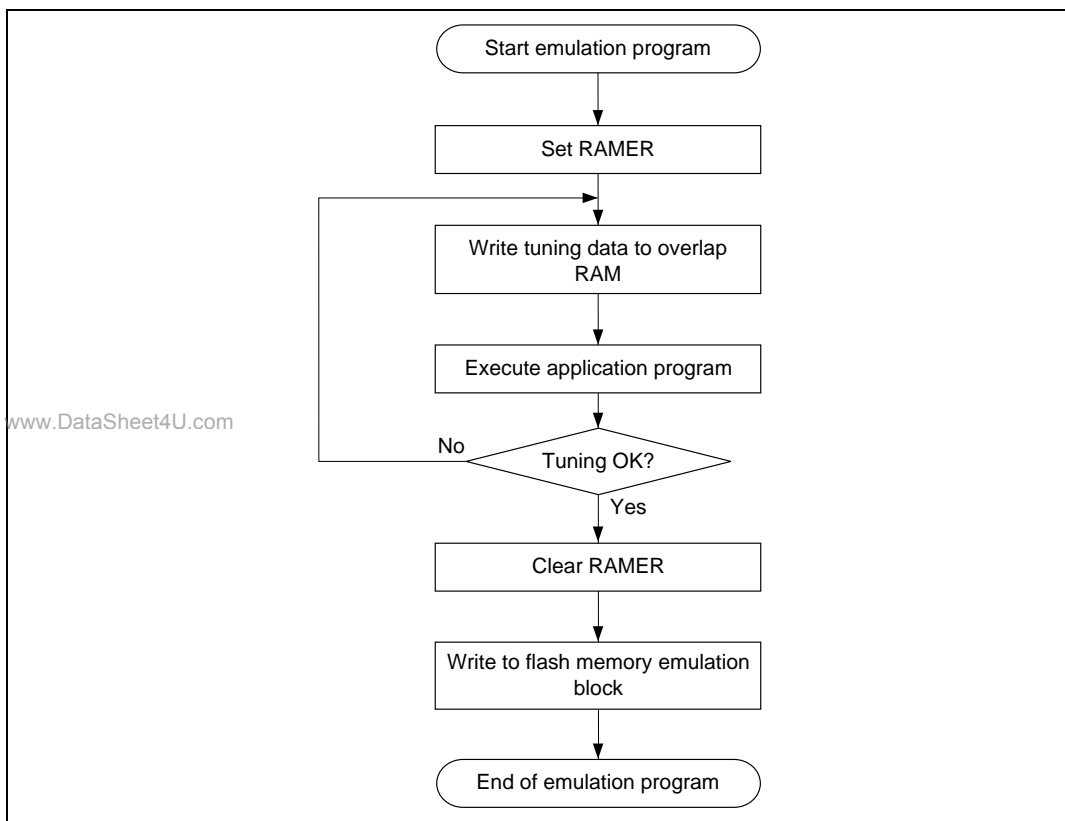 Start emulation program
Set RAMER
Write tuning data to overlap
RAM
Execute application program
www.DataSheet4U.com
No
Tuning OK?
Yes
Clear RAMER
Write to flash memory emulation
block
End of emulation program